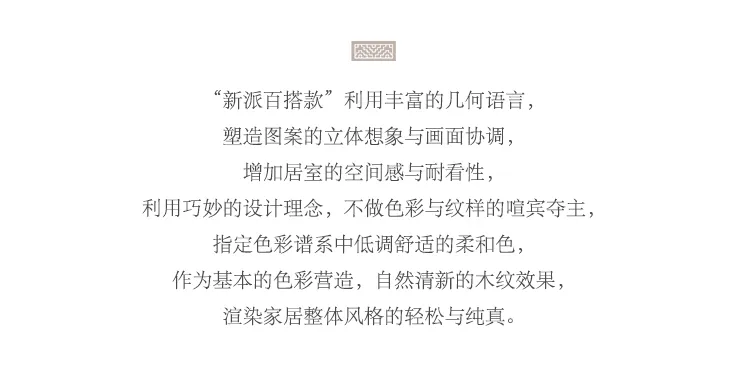 “新派百搭款”利用丰富的几何语言，
塑造图案的立体想象与画面协调，
增加居室的空间感与耐看性，
利用巧妙的设计理念，不做色彩与纹样的喧宾夺主，
指定色彩谱系中低调舒适的柔和色，
作为基本的色彩营造，自然清新的木纹效果，
渲染家居整体风格的轻松与纯真。